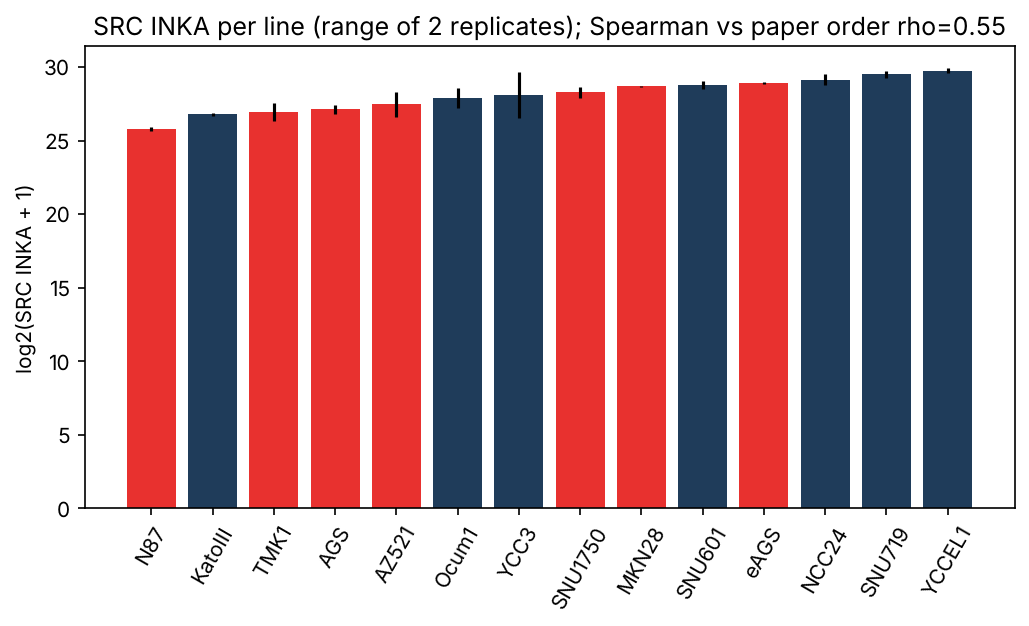 SRC INKA per line (range of 2 replicates); Spearman vs paper order rho=0.55
log2(SRC INKA + 1)
30
25
20
15
10
5
0
N87
KatoIII
TMK1
AGS
AZ521
Ocum1
YCC3
SNU1750
MKN28
SNU601
eAGS
NCC24
SNU719
YCCEL1